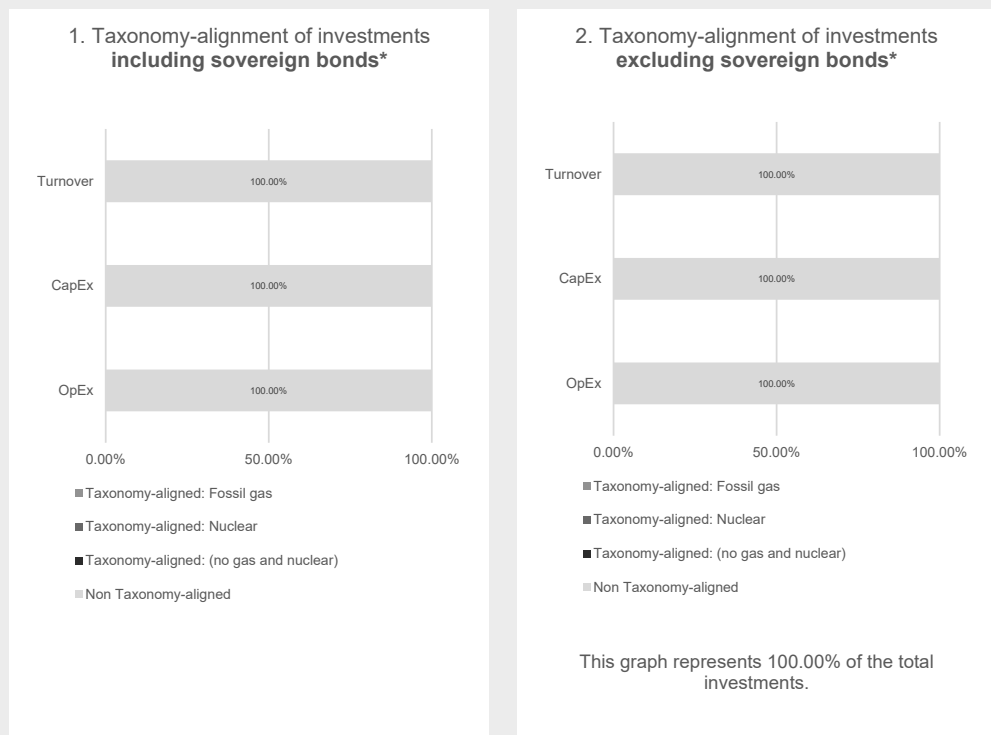 1. Taxonomy-alignment of investments
including sovereign bonds*
Turnover
100.00%
CapEx
100.00%
OpEx
100.00%
0.00%
50.00%
100.00%
Taxonomy-aligned: Fossil gas
Taxonomy-aligned: Nuclear
Taxonomy-aligned: (no gas and nuclear)
Non Taxonomy-aligned
2. Taxonomy-alignment of investments
excluding sovereign bonds*
Turnover
100.00%
CapEx
100.00%
OpEx
100.00%
0.00%
50.00%
100.00%
Taxonomy-aligned: Fossil gas
Taxonomy-aligned: Nuclear
Taxonomy-aligned: (no gas and nuclear)
Non Taxonomy-aligned
This graph represents 100.00% of the total
investments.